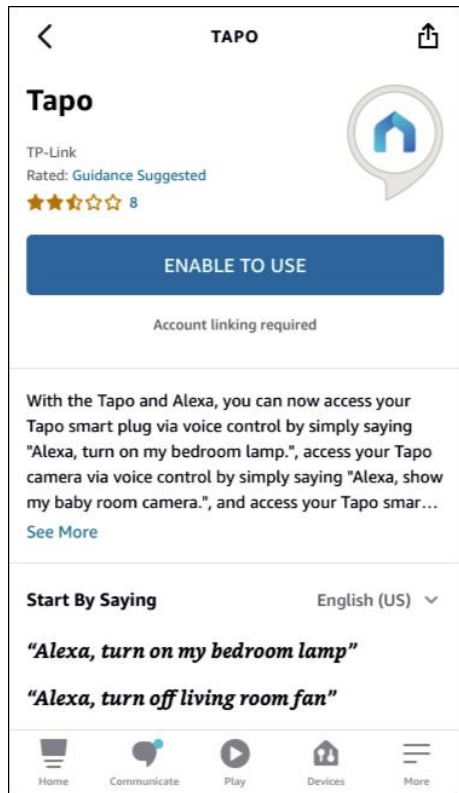 TAPO
Tapo
TP-Link
Rated: Guidance Suggested
8
ENABLE TO USE
Account linking required
With the Tapo and Alexa, you can now access your
Tapo smart plug via voice control by simply saying
"Alexa, turn on my bedroom lamp.", access your Tapo
camera via voice control by simply saying "Alexa, show
my baby room camera.", and access your Tapo smar...
See More
Start By Saying English (US)
“Alexa, turn on my bedroom lamp”
“Alexa, turn off living room fan”
Home Communicate Play Devices More